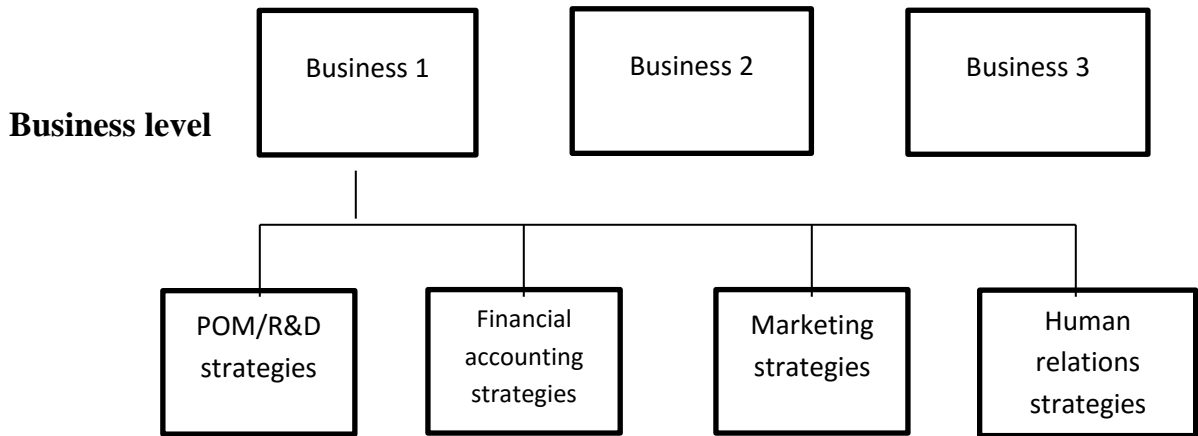 Business 1
Business 2
Business 3
Business level
POM/R&D
strategies
Financial
accounting
strategies
Marketing
strategies
Human
relations
strategies